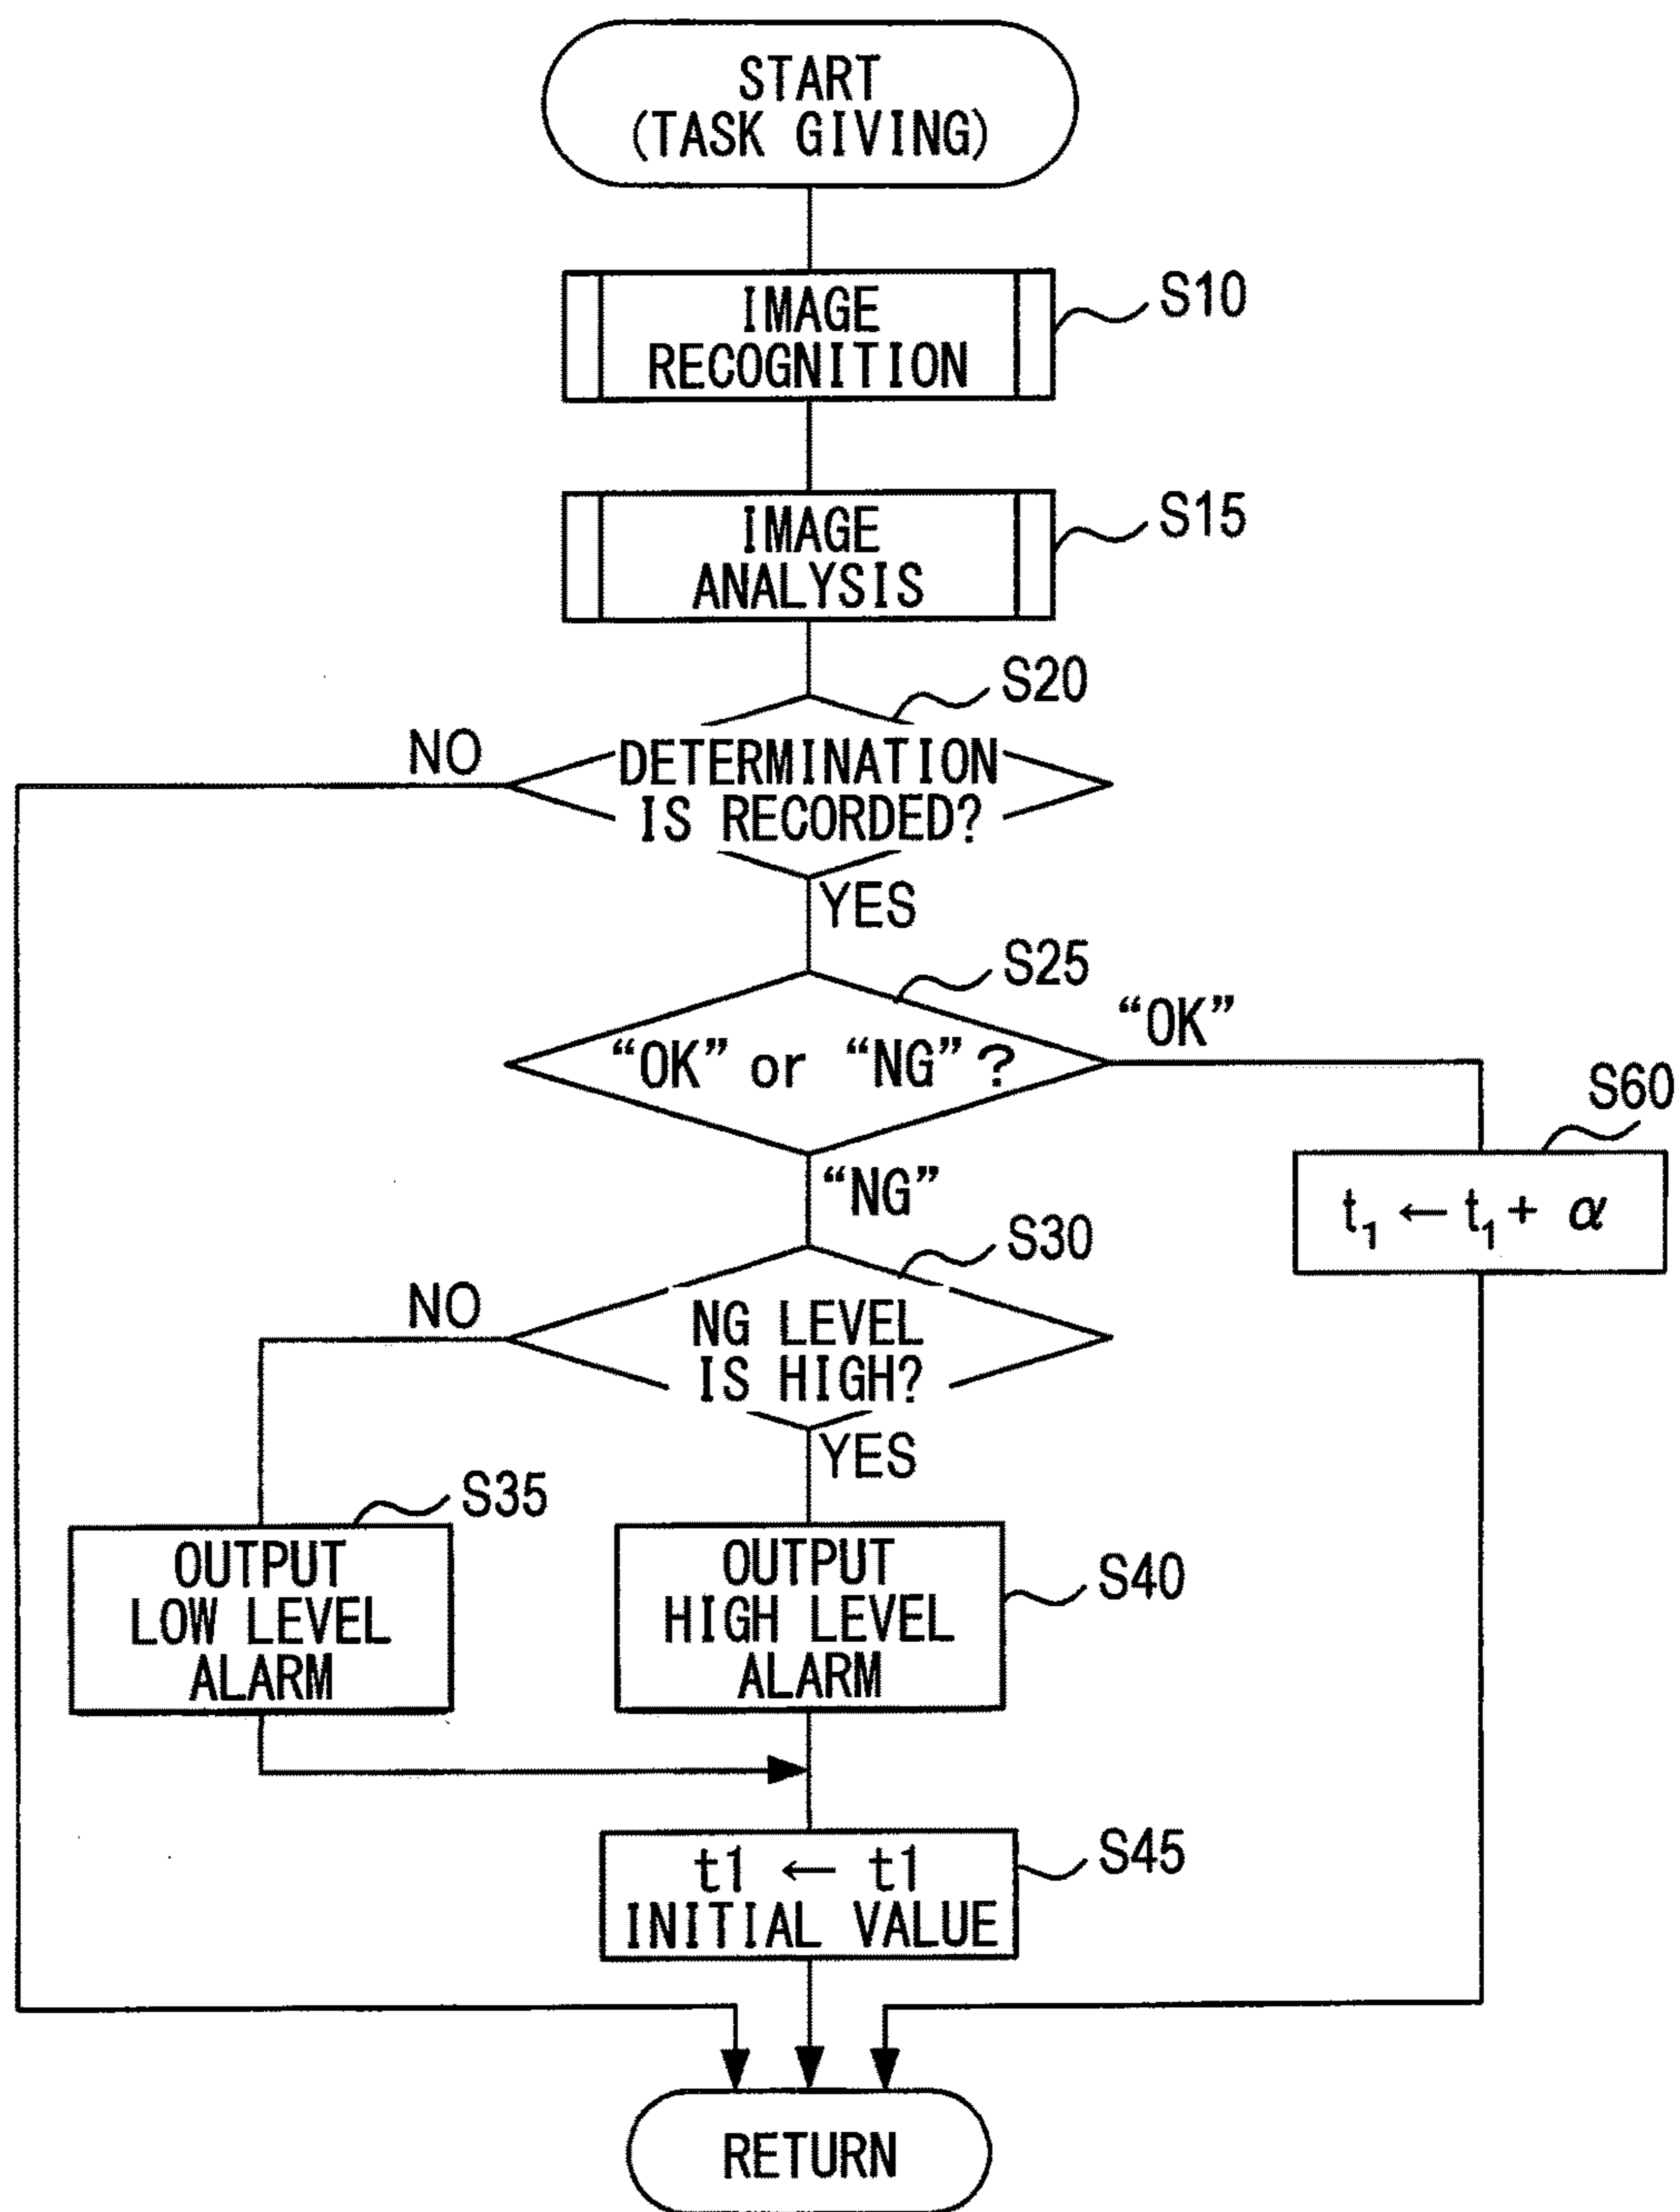 START
(TASK GIVING)
IMAGE
RECOGNITION
S10
IMAGE
ANALYSIS
S15
S20
NO
DETERMINATION
IS RECORDED?
YES
S25
“OK”
“OK” or “NG”?
S60
t₁ ← t₁ + α
“NG”
S30
NO
NG LEVEL
IS HIGH?
YES
S35
OUTPUT
LOW LEVEL
ALARM
OUTPUT
HIGH LEVEL
ALARM
S40
t1 ← t1
INITIAL VALUE
S45
RETURN